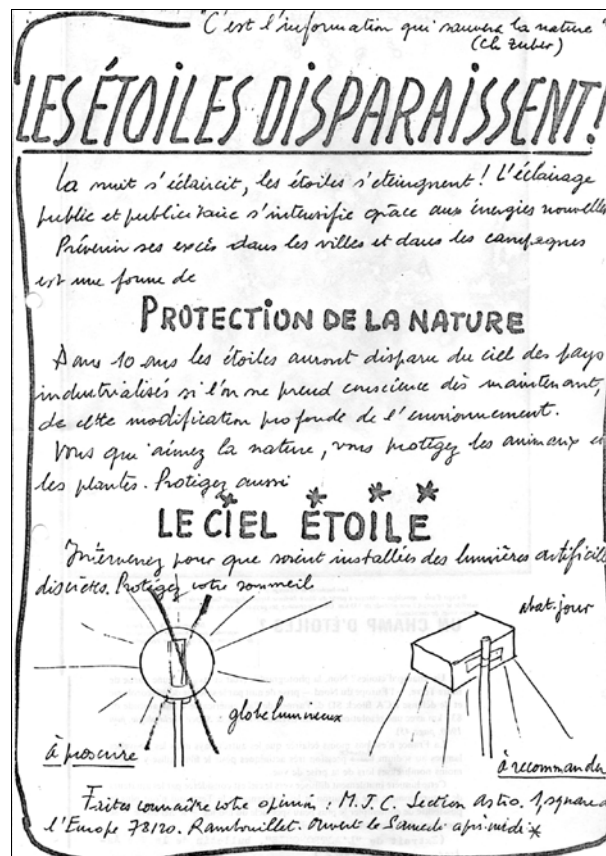 "C'est l'information qui sauvera la nature"
(Ch. Zuber)
LES ÉTOILES DISPARAISSENT!
La nuit s'éclaircit, les étoiles s'éteingnent! L'éclairage
public et publicitaire s'intensifie grâce aux énergies nouvelles
Prévenir ses excès dans les villes et dans les campagnes
est une forme de
PROTECTION DE LA NATURE
Dans 10 ans les étoiles auront disparu du ciel des pays
industrialisés si l'on ne prend conscience dès maintenant,
de cette modification profonde de l'environnement.
Vous qui aimez la nature, vous protégez les animaux et
les plantes. Protégez aussi
LE CIEL ÉTOILE
Intervenez pour que soient installées des lumières artificielle
discrètes. Protégez votre sommeil
abat-jour
globe lumineux
à proscrire
à recommander
Faites connaître votre opinion : M.J.C. Section Astro. 1, square de
l'Europe 78120. Rambouillet. Ouvert le Samedi après-midi
UN CHAMP D'ÉTOILES ?